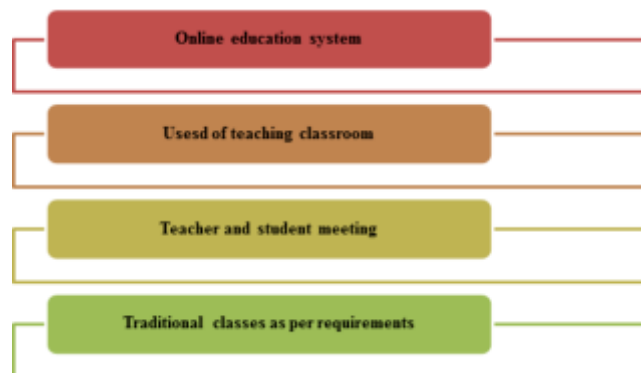 Online education system
Usesd of teaching classroom
Teacher and student meeting
Traditional classes as per requirements